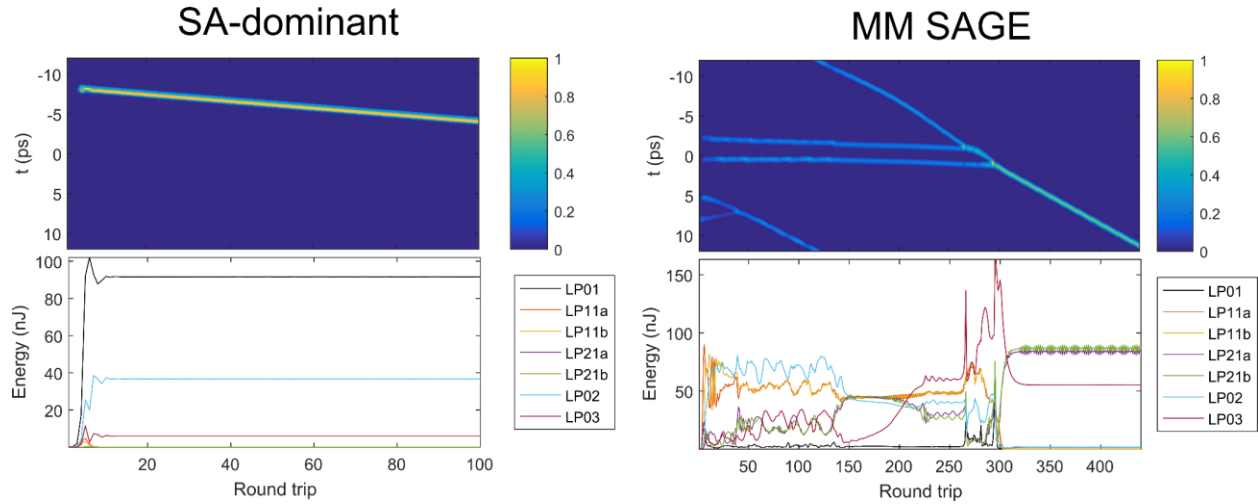 SA-dominant
MM SAGE
-10
-5
0
5
10
t (ps)
1
0.8
0.6
0.4
0.2
0
-10
-5
0
5
10
t (ps)
1
0.8
0.6
0.4
0.2
0
100
80
60
40
20
Energy (nJ)
20
40
60
80
100
Round trip
LP01
LP11a
LP11b
LP21a
LP21b
LP02
LP03
150
100
50
Energy (nJ)
50
100
150
200
250
300
350
400
Round trip
LP01
LP11a
LP11b
LP21a
LP21b
LP02
LP03